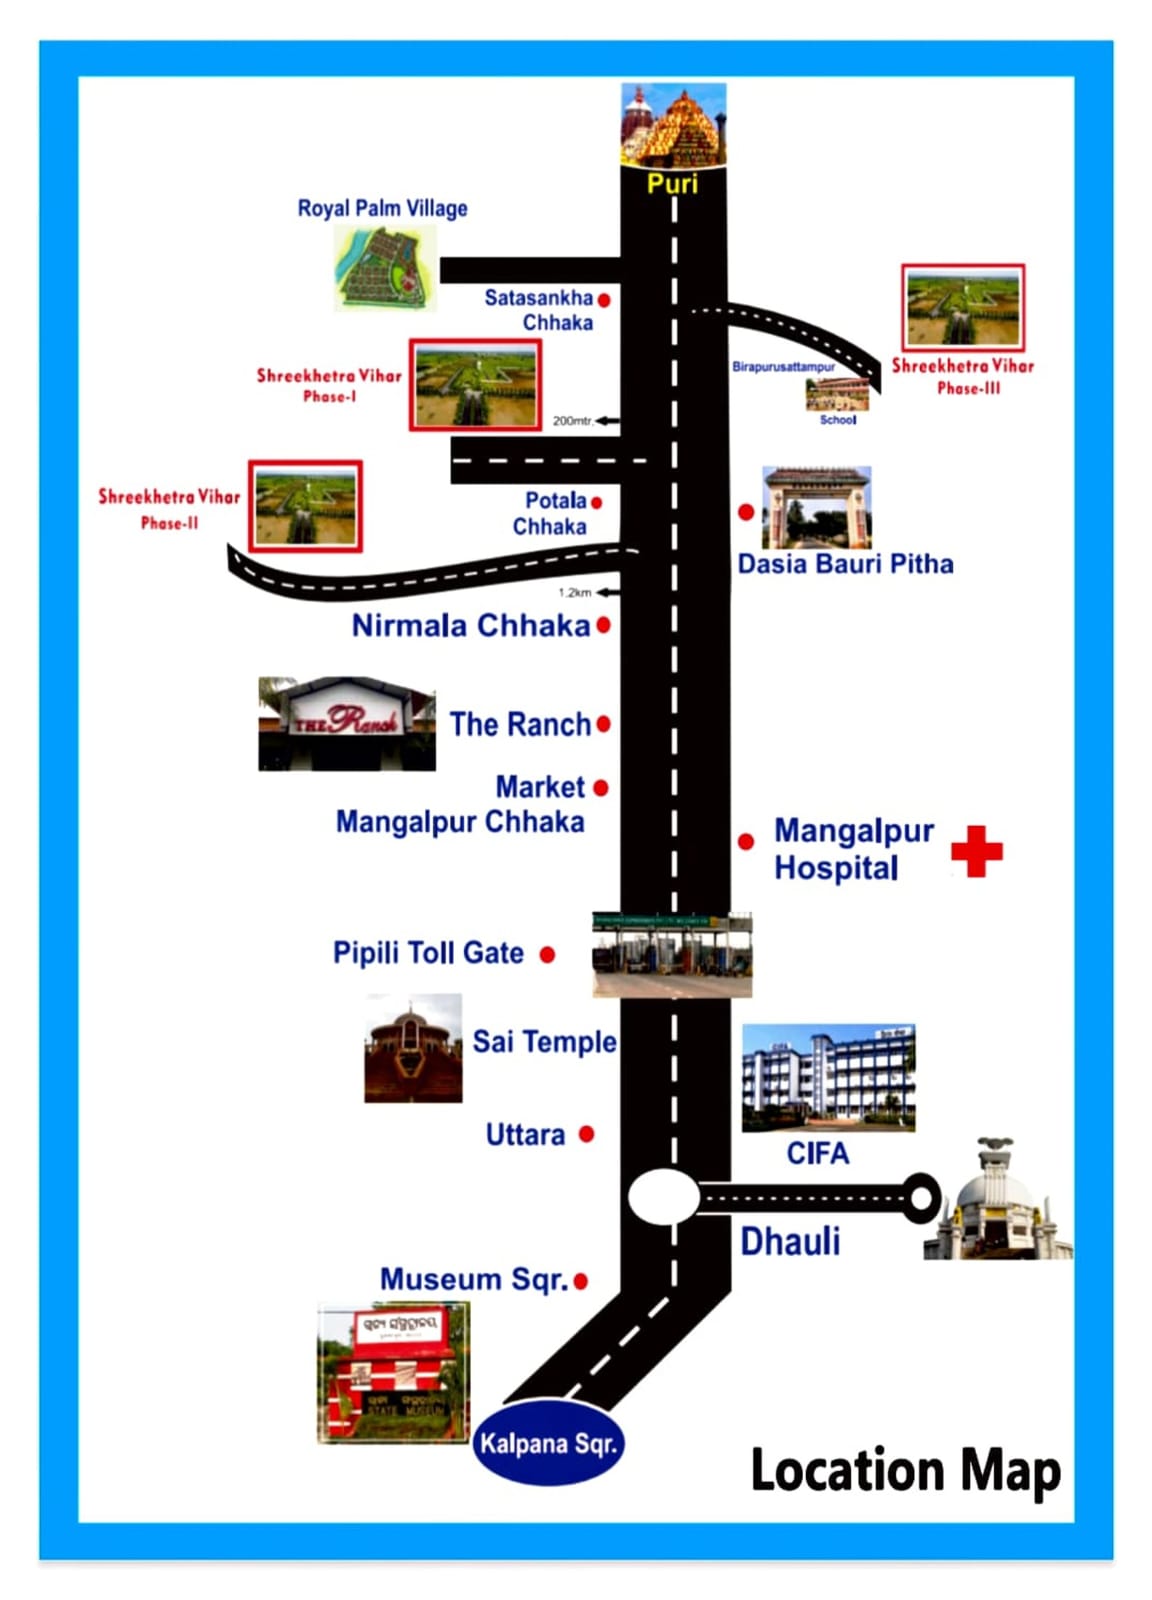 Puri
Royal Palm Village
Satasankha
Chhaka
Shreekhetra Vihar
Phase-III
Birapurusattampur
School
Shreekhetra Vihar
Phase-I
200mtr.
Shreekhetra Vihar
Phase-II
Potala
Chhaka
Dasia Bauri Pitha
1.2km
Nirmala Chhaka
THE Ranch
The Ranch
Market
Mangalpur Chhaka
Mangalpur
Hospital
Pipili Toll Gate
Sai Temple
CIFA
Uttara
CIFA
Dhauli
Museum Sqr.
STATE MUSEUM
Kalpana Sqr.
Location Map